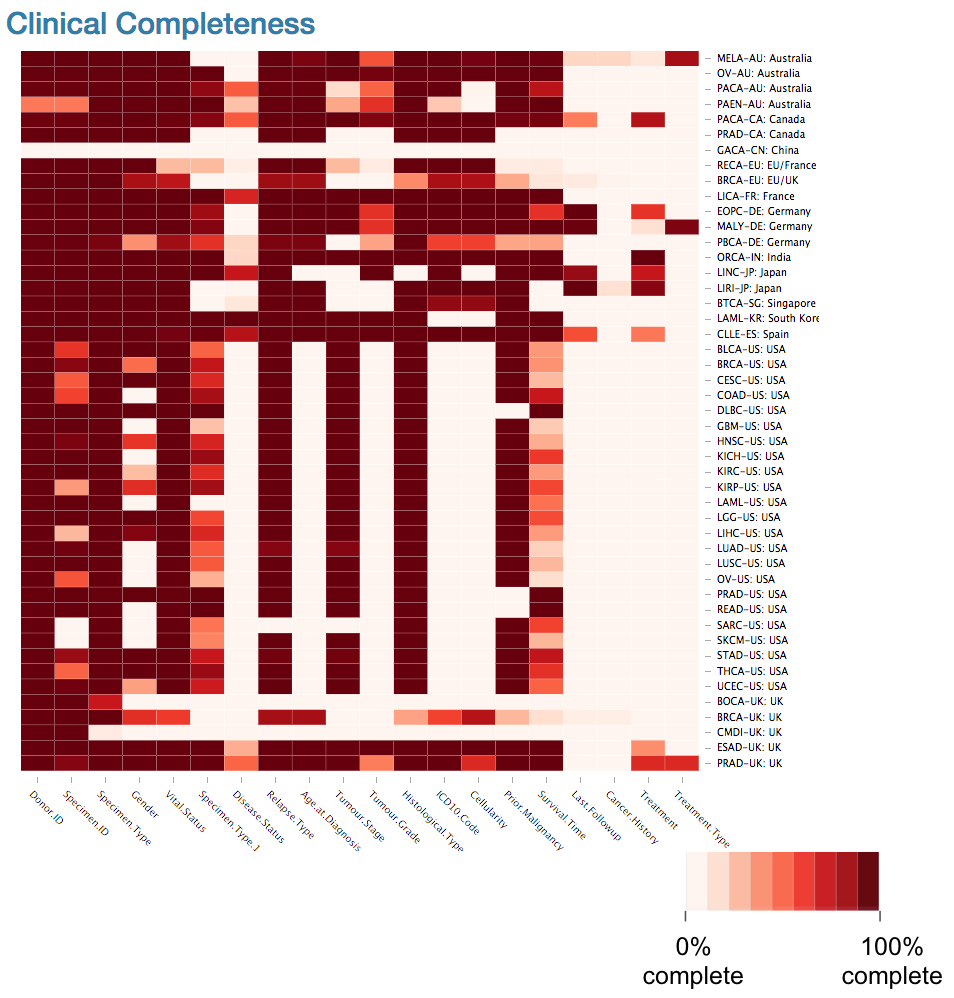 Clinical Completeness
MELA-AU: Australia
OV-AU: Australia
PACA-AU: Australia
PAEN-AU: Australia
PACA-CA: Canada
PRAD-CA: Canada
GACA-CN: China
RECA-EU: EU/France
BRCA-EU: EU/UK
LICA-FR: France
EOPC-DE: Germany
MALY-DE: Germany
PBCA-DE: Germany
ORCA-IN: India
LINC-JP: Japan
LIRI-JP: Japan
BTCA-SG: Singapore
LAML-KR: South Kore
CLLE-ES: Spain
BLCA-US: USA
BRCA-US: USA
CESC-US: USA
COAD-US: USA
DLBC-US: USA
GBM-US: USA
HNSC-US: USA
KICH-US: USA
KIRC-US: USA
KIRP-US: USA
LAML-US: USA
LGG-US: USA
LIHC-US: USA
LUAD-US: USA
LUSC-US: USA
OV-US: USA
PRAD-US: USA
READ-US: USA
SARC-US: USA
SKCM-US: USA
STAD-US: USA
THCA-US: USA
UCEC-US: USA
BOCA-UK: UK
BRCA-UK: UK
CMDI-UK: UK
ESAD-UK: UK
PRAD-UK: UK
Donor.ID
Specimen.ID
Specimen.Type
Gender
Vital.Status
Specimen.Type.1
Disease.Status
Relapse.Type
Age.at.Diagnosis
Tumour.Stage
Tumour.Grade
Histological.Type
ICD10.Code
Cellularity
Prior.Malignancy
Survival.Time
Last.Followup
Cancer.History
Treatment
Treatment.Type
0% complete
100% complete